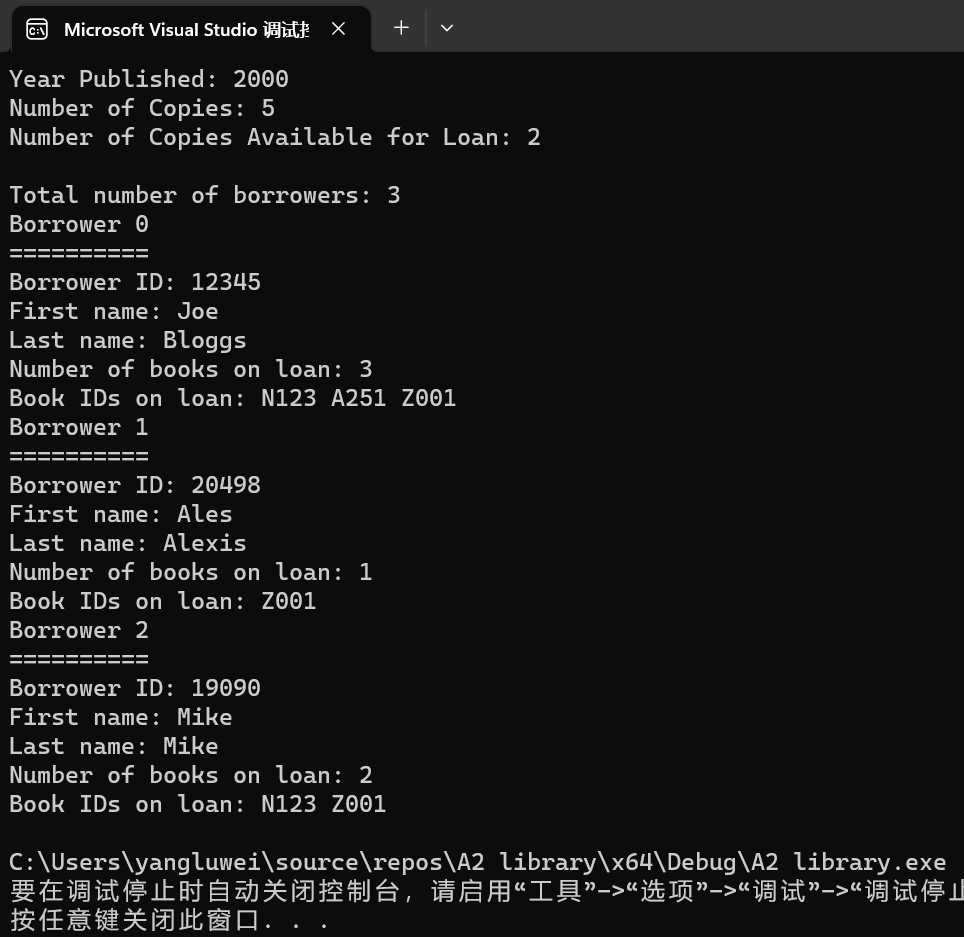 Microsoft Visual Studio 调试
Year Published: 2000
Number of Copies: 5
Number of Copies Available for Loan: 2
Total number of borrowers: 3
Borrower 0
==========
Borrower ID: 12345
First name: Joe
Last name: Bloggs
Number of books on loan: 3
Book IDs on loan: N123 A251 Z001
Borrower 1
==========
Borrower ID: 20498
First name: Ales
Last name: Alexis
Number of books on loan: 1
Book IDs on loan: Z001
Borrower 2
==========
Borrower ID: 19090
First name: Mike
Last name: Mike
Number of books on loan: 2
Book IDs on loan: N123 Z001
C:\Users\yangluwei\source\repos\A2 library\x64\Debug\A2 library.exe
要在调试停止时自动关闭控制台，请启用“工具”->“选项”->“调试”->“调试停止
按任意键关闭此窗口. . .